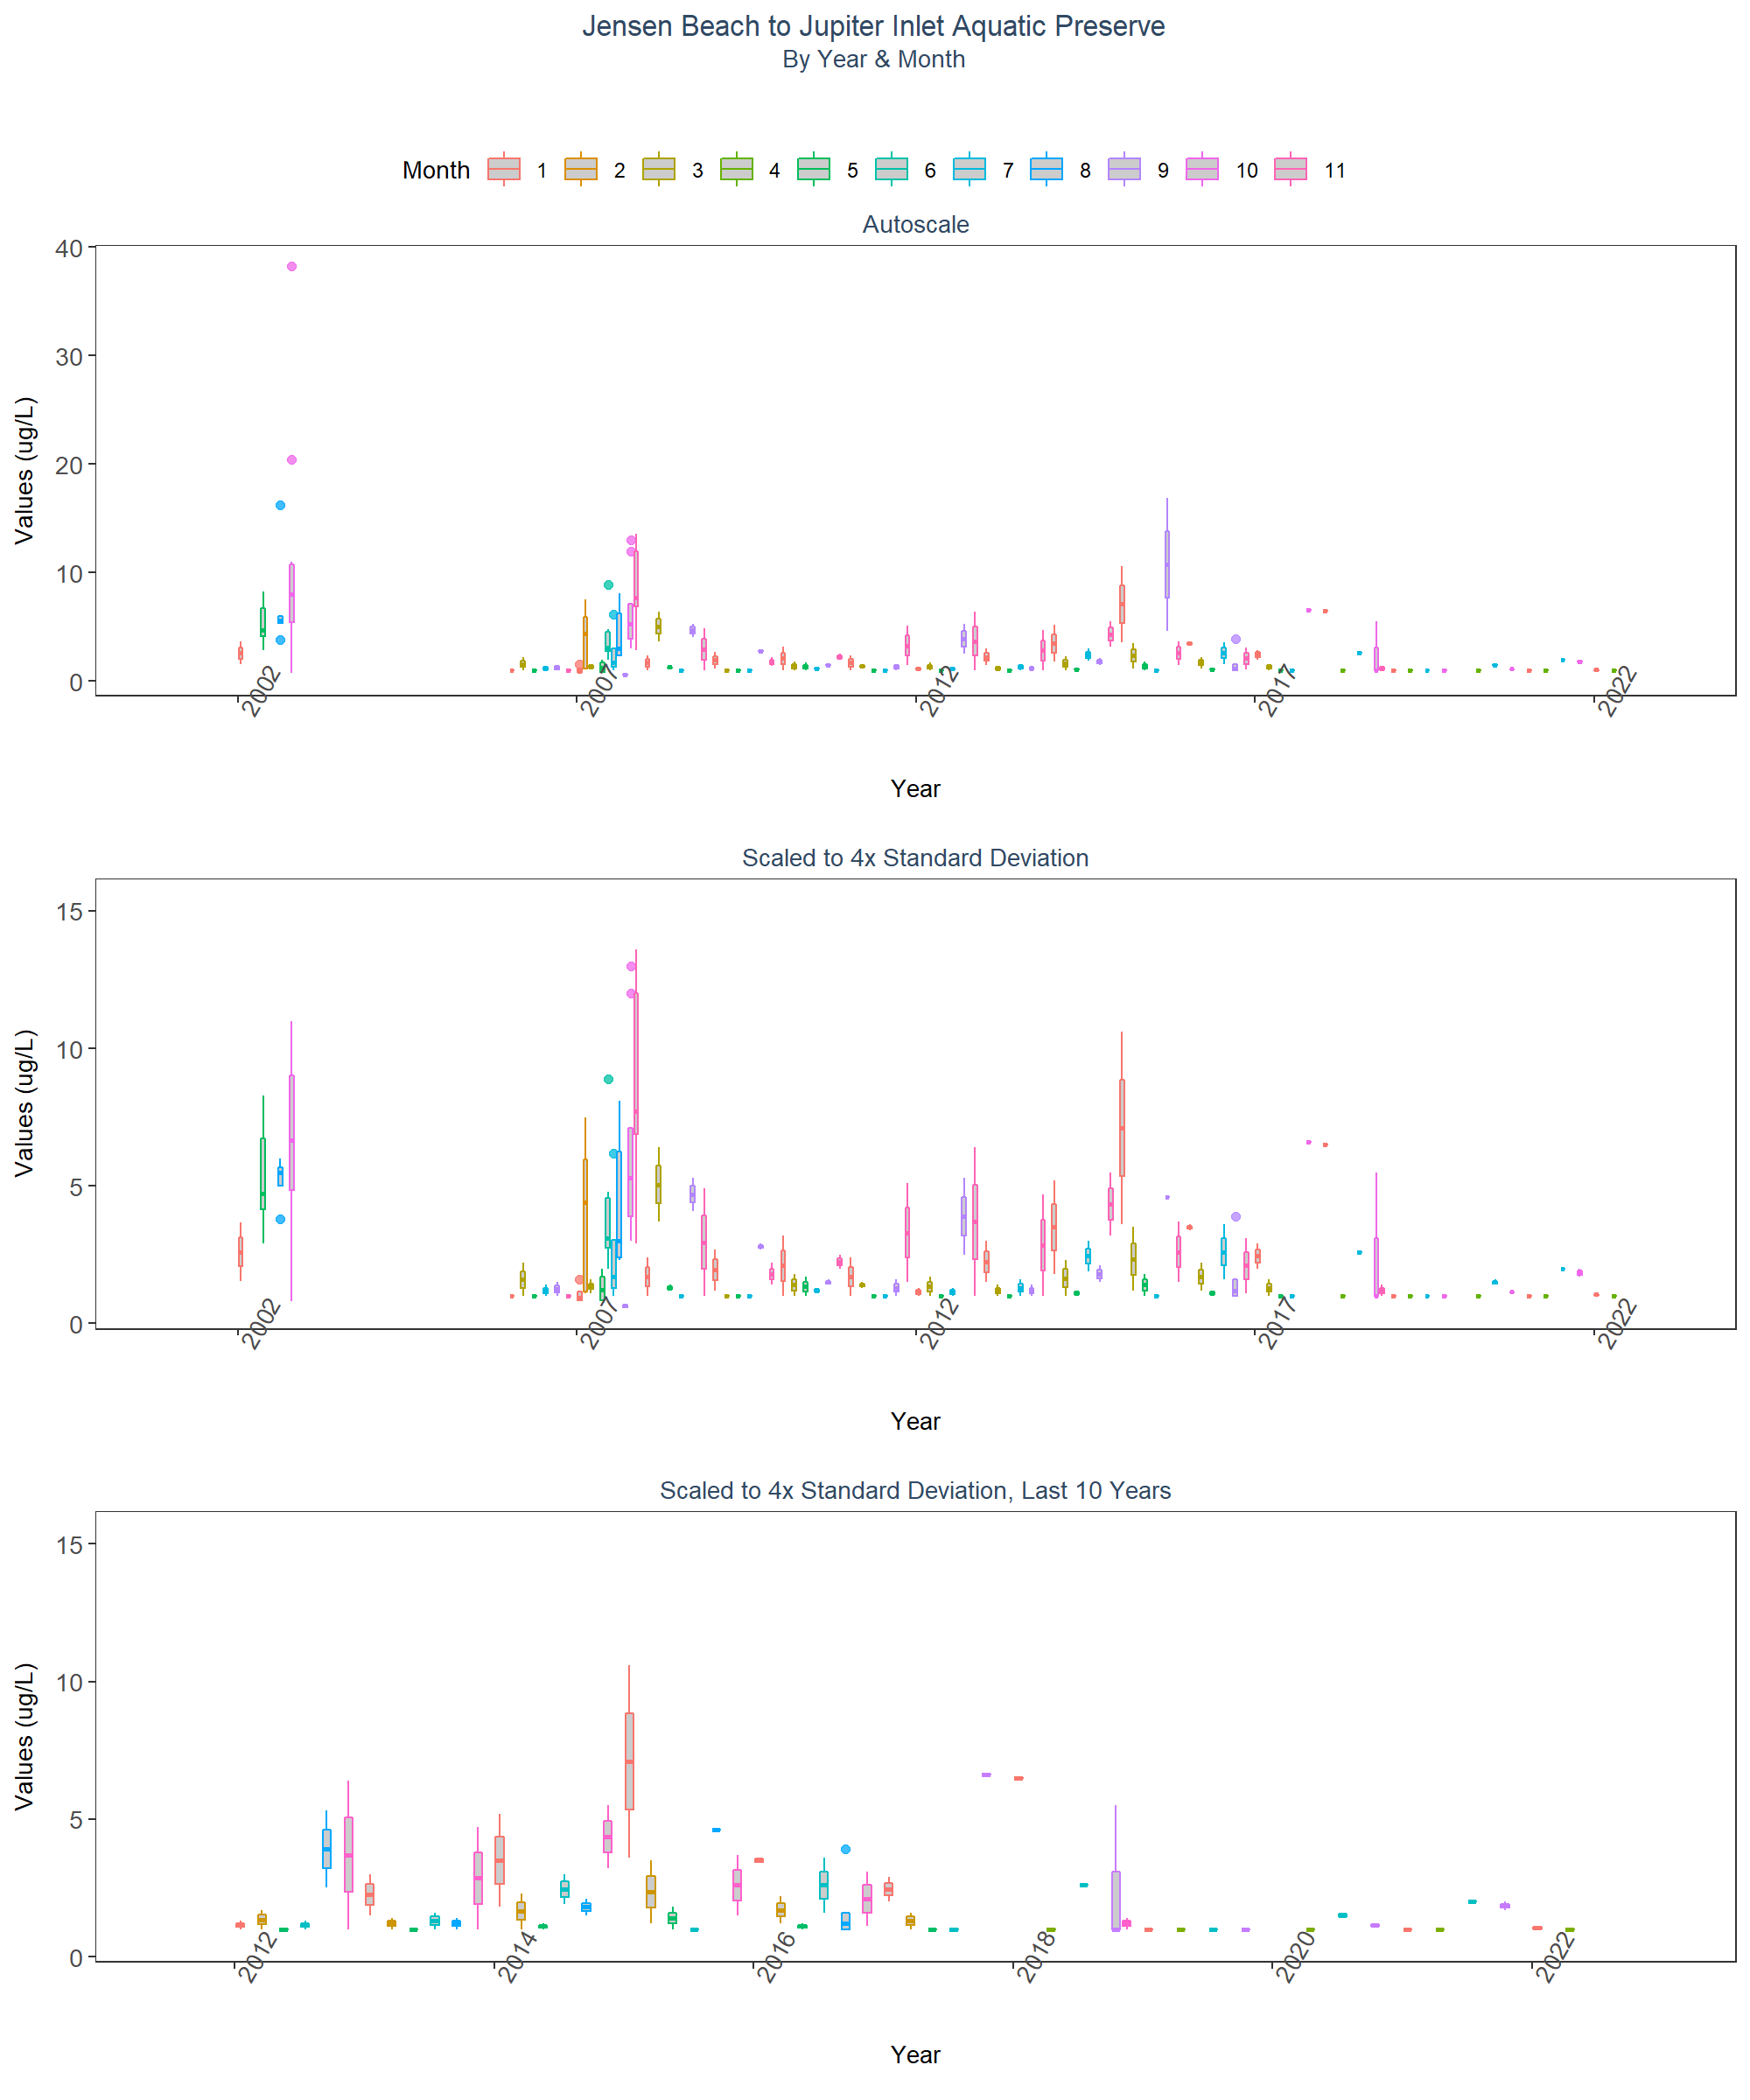 Jensen Beach to Jupiter Inlet Aquatic Preserve
By Year & Month
Month 1 2 3 4 5 6 7 8 9 10 11
Autoscale
Values (ug/L)
40
30
20
10
0
2002 2007 2012 2017 2022
Year
Scaled to 4x Standard Deviation
Values (ug/L)
15
10
5
0
2002 2007 2012 2017 2022
Year
Scaled to 4x Standard Deviation, Last 10 Years
Values (ug/L)
15
10
5
0
2012 2014 2016 2018 2020 2022
Year